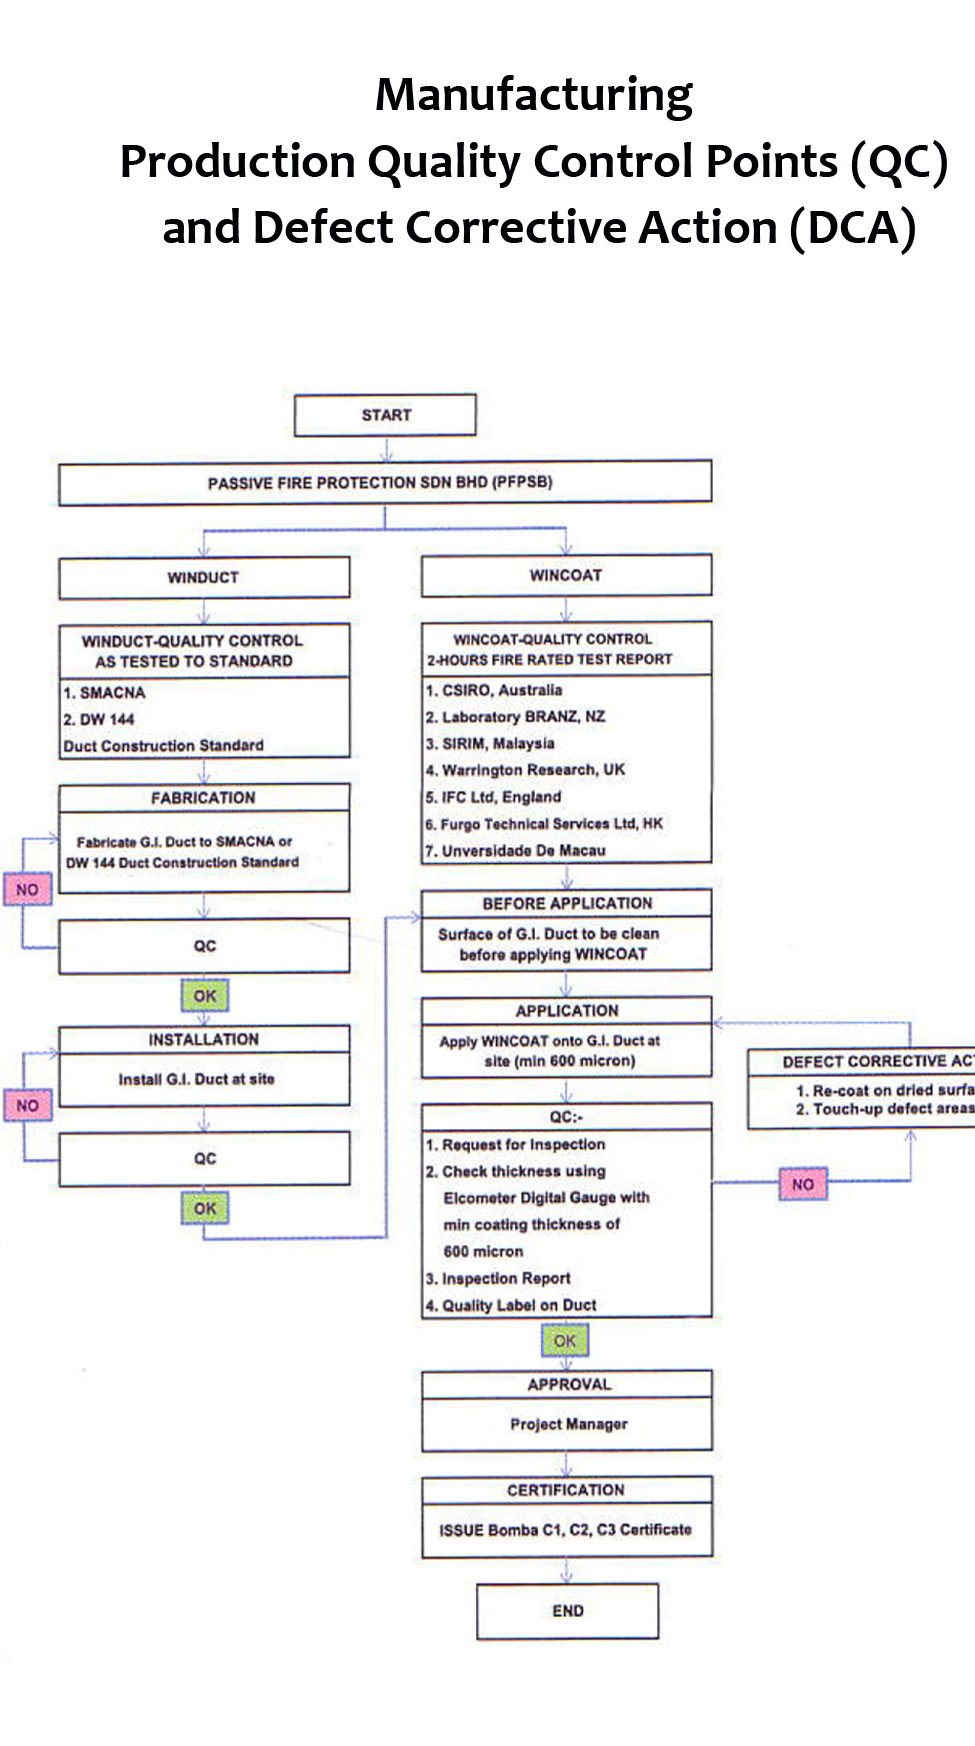 Manufacturing
Production Quality Control Points (QC)
and Defect Corrective Action (DCA)
START
PASSIVE FIRE PROTECTION SDN BHD (PFPSB)
WINDUCT
WINDUCT-QUALITY CONTROL
AS TESTED TO STANDARD
1. SMACNA
2. DW 144
Duct Construction Standard
FABRICATION
Fabricate G.I. Duct to SMACNA or
DW 144 Duct Construction Standard
NO
QC
OK
INSTALLATION
Install G.I. Duct at site
NO
QC
OK
WINCOAT
WINCOAT-QUALITY CONTROL
2-HOURS FIRE RATED TEST REPORT
1. CSIRO, Australia
2. Laboratory BRANZ, NZ
3. SIRIM, Malaysia
4. Warrington Research, UK
5. IFC Ltd, England
6. Furgo Technical Services Ltd, HK
7. Unversidade De Macau
BEFORE APPLICATION
Surface of G.I. Duct to be clean
before applying WINCOAT
APPLICATION
Apply WINCOAT onto G.I. Duct at
site (min 600 micron)
DEFECT CORRECTIVE
1. Re-coat on dried
2. Touch-up defect areas
QC:-
1. Request for Inspection
2. Check thickness using
Elcometer Digital Gauge with
min coating thickness of
600 micron
3. Inspection Report
4. Quality Label on Duct
NO
OK
APPROVAL
Project Manager
CERTIFICATION
ISSUE Bomba C1, C2, C3 Certificate
END